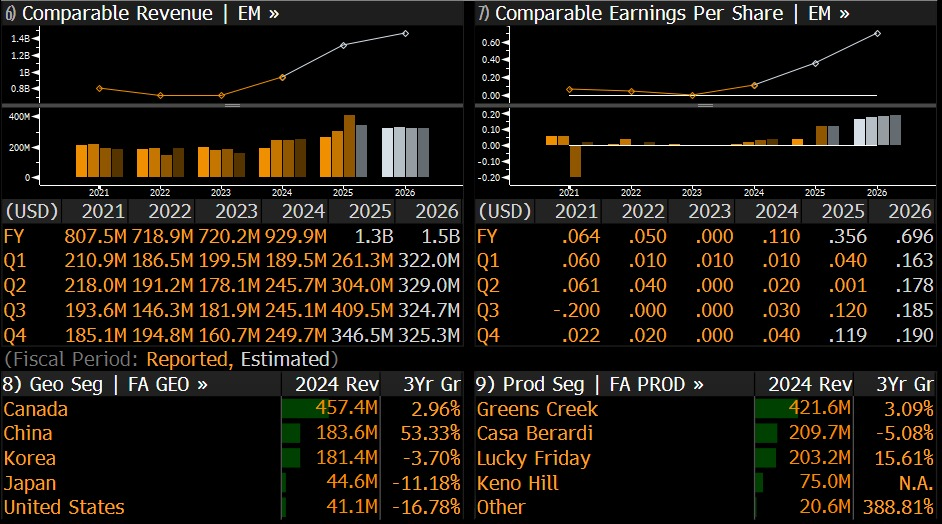 6) Comparable Revenue | EM »
1.4B
1.2B
1B
0.8B
400M
200M
0
2021 2022 2023 2024 2025 2026
(USD) 2021 2022 2023 2024 2025 2026
FY 807.5M 718.9M 720.2M 929.9M 1.3B 1.5B
Q1 210.9M 186.5M 199.5M 189.5M 261.3M 322.0M
Q2 218.0M 191.2M 178.1M 245.7M 304.0M 329.0M
Q3 193.6M 146.3M 181.9M 245.1M 409.5M 324.7M
Q4 185.1M 194.8M 160.7M 249.7M 346.5M 325.3M
(Fiscal Period: Reported, Estimated)
7) Comparable Earnings Per Share | EM »
0.60
0.40
0.20
0.00
0.20
0.10
0.00
-0.10
-0.20
2021 2022 2023 2024 2025 2026
(USD) 2021 2022 2023 2024 2025 2026
FY .064 .050 .000 .110 .356 .696
Q1 .060 .010 .010 .010 .040 .163
Q2 .061 .040 .000 .020 .001 .178
Q3 -.200 .000 .000 .030 .120 .185
Q4 .022 .020 .000 .040 .119 .190
8) Geo Seg | FA GEO » 2024 Rev 3Yr Gr
Canada 457.4M 2.96%
China 183.6M 53.33%
Korea 181.4M -3.70%
Japan 44.6M -11.18%
United States 41.1M -16.78%
9) Prod Seg | FA PROD » 2024 Rev 3Yr Gr
Greens Creek 421.6M 3.09%
Casa Berardi 209.7M -5.08%
Lucky Friday 203.2M 15.61%
Keno Hill 75.0M N.A.
Other 20.6M 388.81%